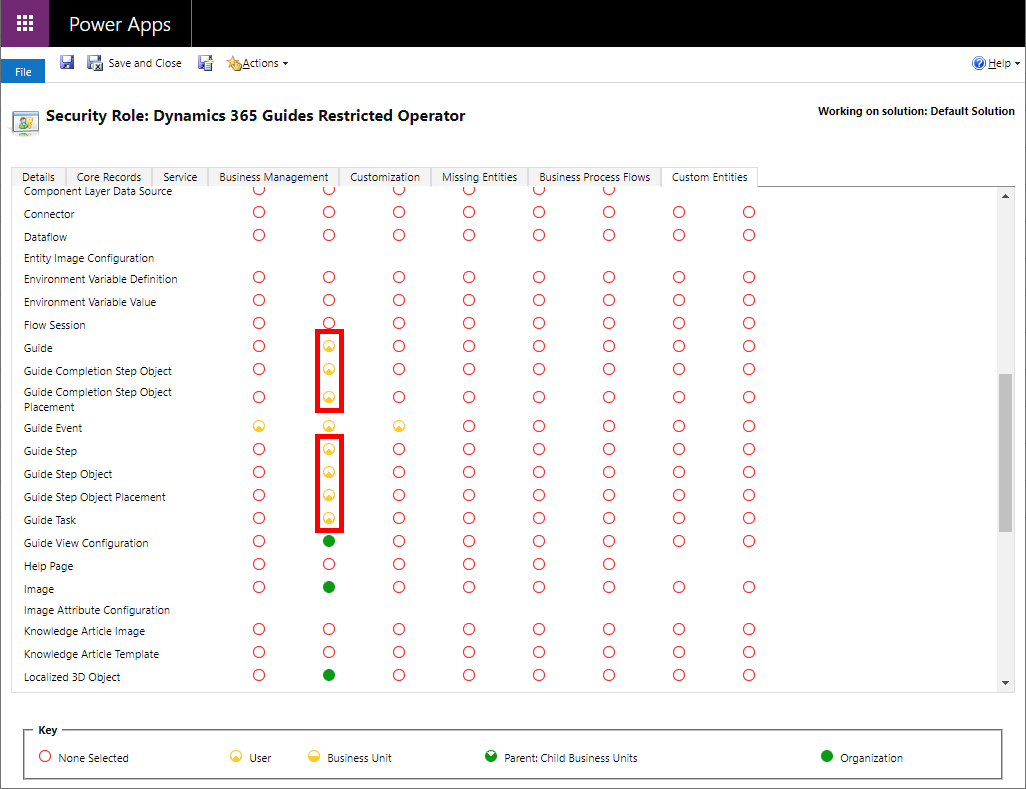 Power Apps
File
Save and Close
Actions
Help
Security Role: Dynamics 365 Guides Restricted Operator
Working on solution: Default Solution
Details Core Records Service Business Management Customization Missing Entities Business Process Flows Custom Entities
Component Layer Data Source
Connector
Dataflow
Entity Image Configuration
Environment Variable Definition
Environment Variable Value
Flow Session
Guide
Guide Completion Step Object
Guide Completion Step Object
Placement
Guide Event
Guide Step
Guide Step Object
Guide Step Object Placement
Guide Task
Guide View Configuration
Help Page
Image
Image Attribute Configuration
Knowledge Article Image
Knowledge Article Template
Localized 3D Object
Key
None Selected User Business Unit Parent: Child Business Units Organization